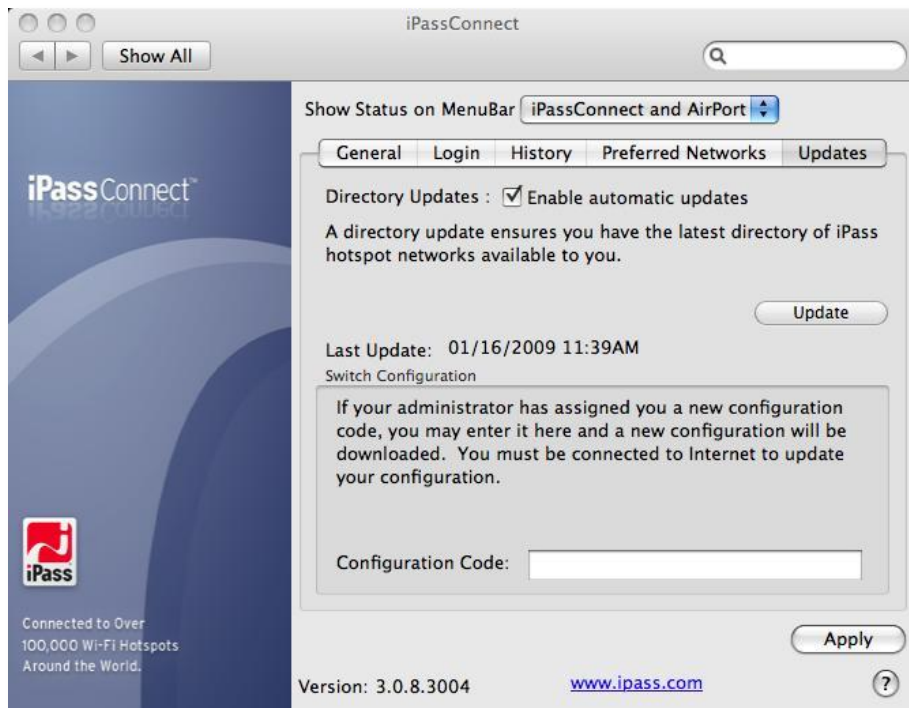 iPassConnect
Show All
Show Status on MenuBar iPassConnect and AirPort
General Login History Preferred Networks Updates
iPassConnect™
Directory Updates : Enable automatic updates
A directory update ensures you have the latest directory of iPass
hotspot networks available to you.
Update
Last Update: 01/16/2009 11:39AM
Switch Configuration
If your administrator has assigned you a new configuration
code, you may enter it here and a new configuration will be
downloaded. You must be connected to Internet to update
your configuration.
Configuration Code:
iPass
Connected to Over
100,000 Wi-Fi Hotspots
Around the World.
Apply
Version: 3.0.8.3004 www.ipass.com ?